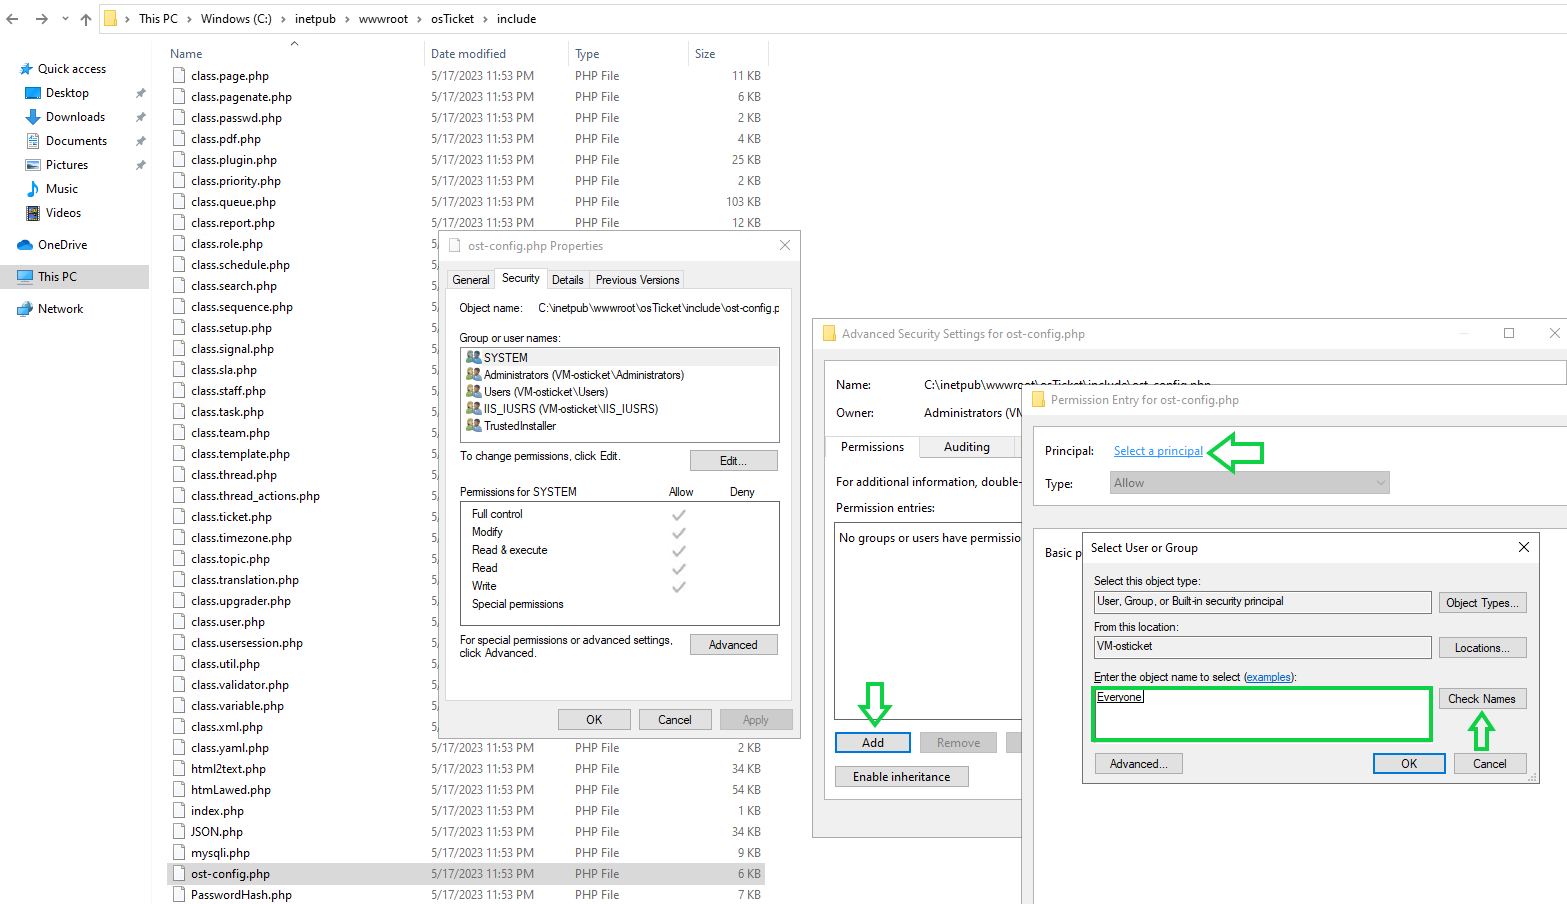 This PC > Windows (C:) > inetpub > wwwroot > osTicket > include
Quick access
Desktop
Downloads
Documents
Pictures
Music
Videos
OneDrive
This PC
Network
Name Date modified Type Size
class.page.php 5/17/2023 11:53 PM PHP File 11 KB
class.pagenate.php 5/17/2023 11:53 PM PHP File 6 KB
class.passwd.php 5/17/2023 11:53 PM PHP File 2 KB
class.pdf.php 5/17/2023 11:53 PM PHP File 4 KB
class.plugin.php 5/17/2023 11:53 PM PHP File 25 KB
class.priority.php 5/17/2023 11:53 PM PHP File 2 KB
class.queue.php 5/17/2023 11:53 PM PHP File 103 KB
class.report.php 5/17/2023 11:53 PM PHP File 12 KB
class.role.php 5/
class.schedule.php 5/
class.search.php 5/
class.sequence.php 5/
class.setup.php 5/
class.signal.php 5/
class.sla.php 5/
class.staff.php 5/
class.task.php 5/
class.team.php 5/
class.template.php 5/
class.thread.php 5/
class.thread_actions.php 5/
class.ticket.php 5/
class.timezone.php 5/
class.topic.php 5/
class.translation.php 5/
class.upgrader.php 5/
class.user.php 5/
class.usersession.php 5/
class.util.php 5/
class.validator.php 5/
class.variable.php 5/
class.xml.php 5/
class.yaml.php 5/17/2023 11:53 PM PHP File 2 KB
html2text.php 5/17/2023 11:53 PM PHP File 34 KB
htmLawed.php 5/17/2023 11:53 PM PHP File 54 KB
index.php 5/17/2023 11:53 PM PHP File 1 KB
JSON.php 5/17/2023 11:53 PM PHP File 34 KB
mysqli.php 5/17/2023 11:53 PM PHP File 9 KB
ost-config.php 5/17/2023 11:53 PM PHP File 6 KB
PasswordHash.php 5/17/2023 11:53 PM PHP File 7 KB
ost-config.php Properties
General Security Details Previous Versions
Object name: C:\inetpub\wwwroot\osTicket\include\ost-config.p
Group or user names:
SYSTEM
Administrators (VM-osticket\Administrators)
Users (VM-osticket\Users)
IIS_IUSRS (VM-osticket\IIS_IUSRS)
TrustedInstaller
To change permissions, click Edit.
Edit...
Permissions for SYSTEM Allow Deny
Full control
Modify
Read & execute
Read
Write
Special permissions
For special permissions or advanced settings,
click Advanced.
Advanced
OK Cancel Apply
Advanced Security Settings for ost-config.php
Name: C:\inetpub\wwwroot\osTicket\include\ost-config.php
Owner: Administrators (VM
Permissions Auditing
For additional information, double-
Permission entries:
No groups or users have permissio
Add Remove
Enable inheritance
Permission Entry for ost-config.php
Principal: Select a principal
Type: Allow
Basic p
Select User or Group
Select this object type:
User, Group, or Built-in security principal
Object Types...
From this location:
VM-osticket
Locations...
Enter the object name to select (examples):
Everyone
Check Names
Advanced...
OK Cancel